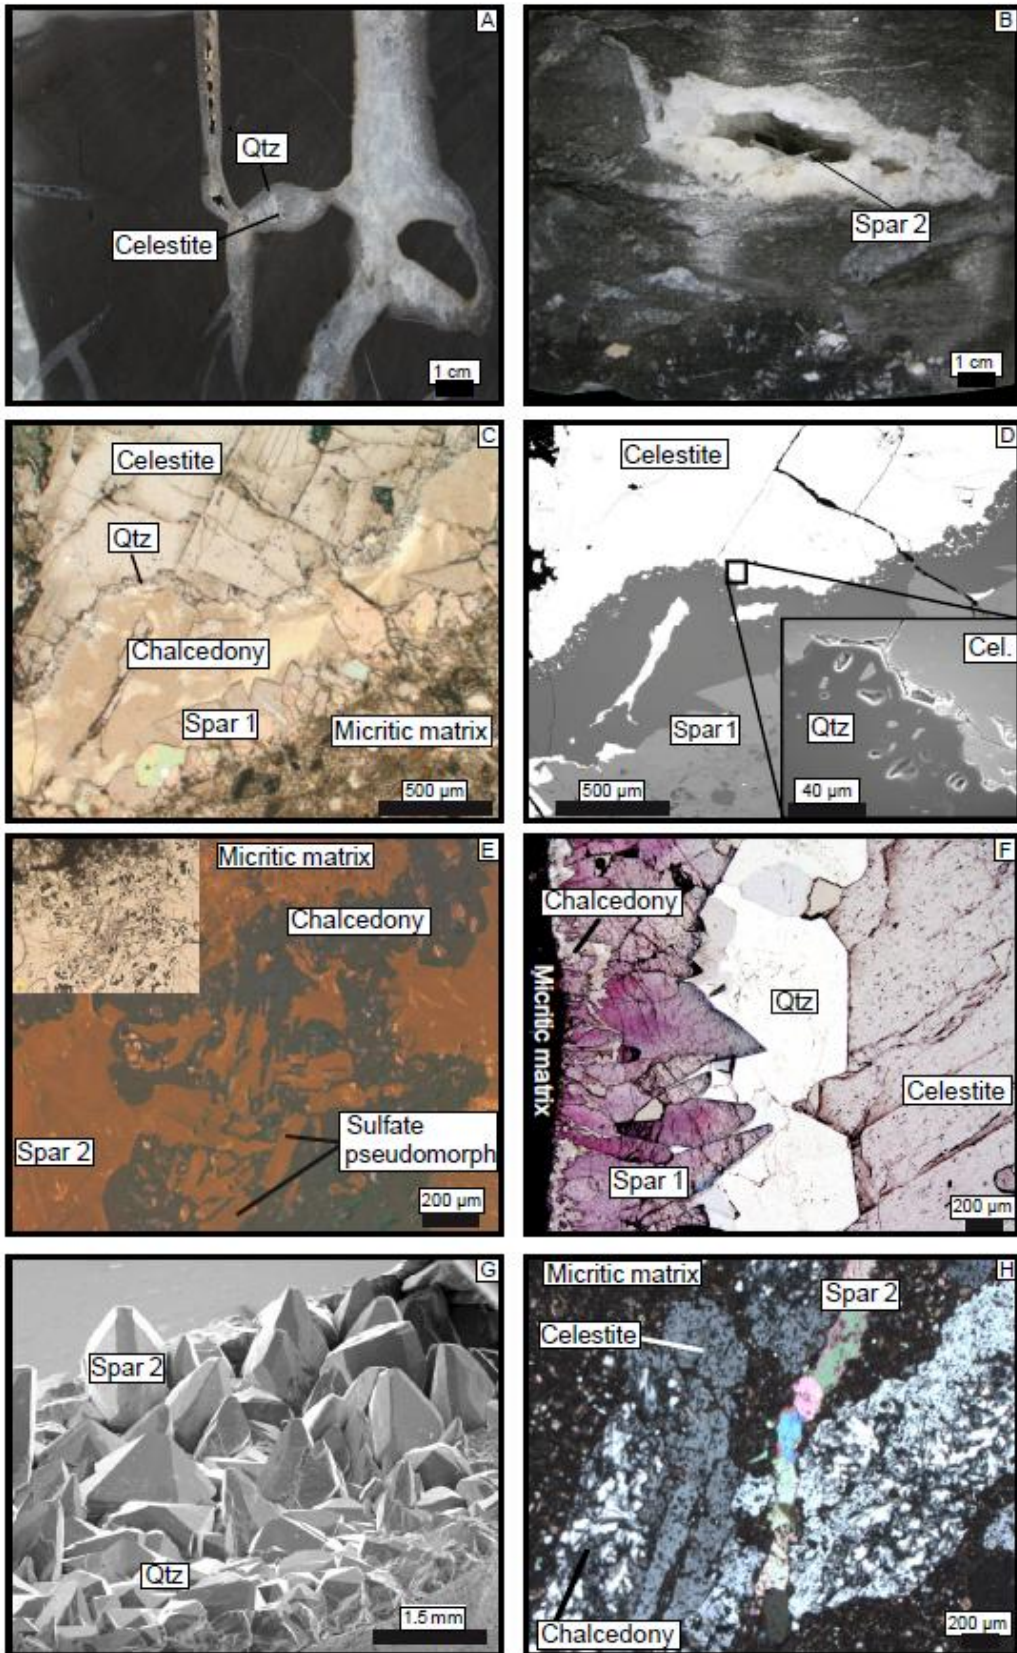 A
Qtz
Celestite
1 cm
B
Spar 2
1 cm
C
Celestite
Qtz
Chalcedony
Spar 1
Micritic matrix
500 µm
D
Celestite
Cel.
Qtz
Spar 1
500 µm
40 µm
E
Micritic matrix
Chalcedony
Sulfate
pseudomorph
Spar 2
200 µm
F
Chalcedony
Micritic matrix
Qtz
Celestite
Spar 1
200 µm
G
Spar 2
Qtz
1.5 mm
H
Micritic matrix
Spar 2
Celestite
Chalcedony
200 µm